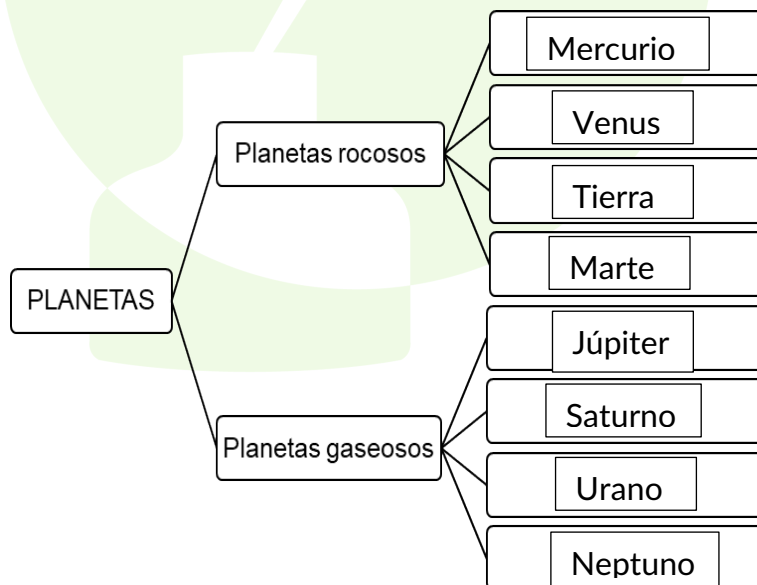 PLANETAS
Planetas rocosos
Mercurio
Venus
Tierra
Marte
Planetas gaseosos
Júpiter
Saturno
Urano
Neptuno